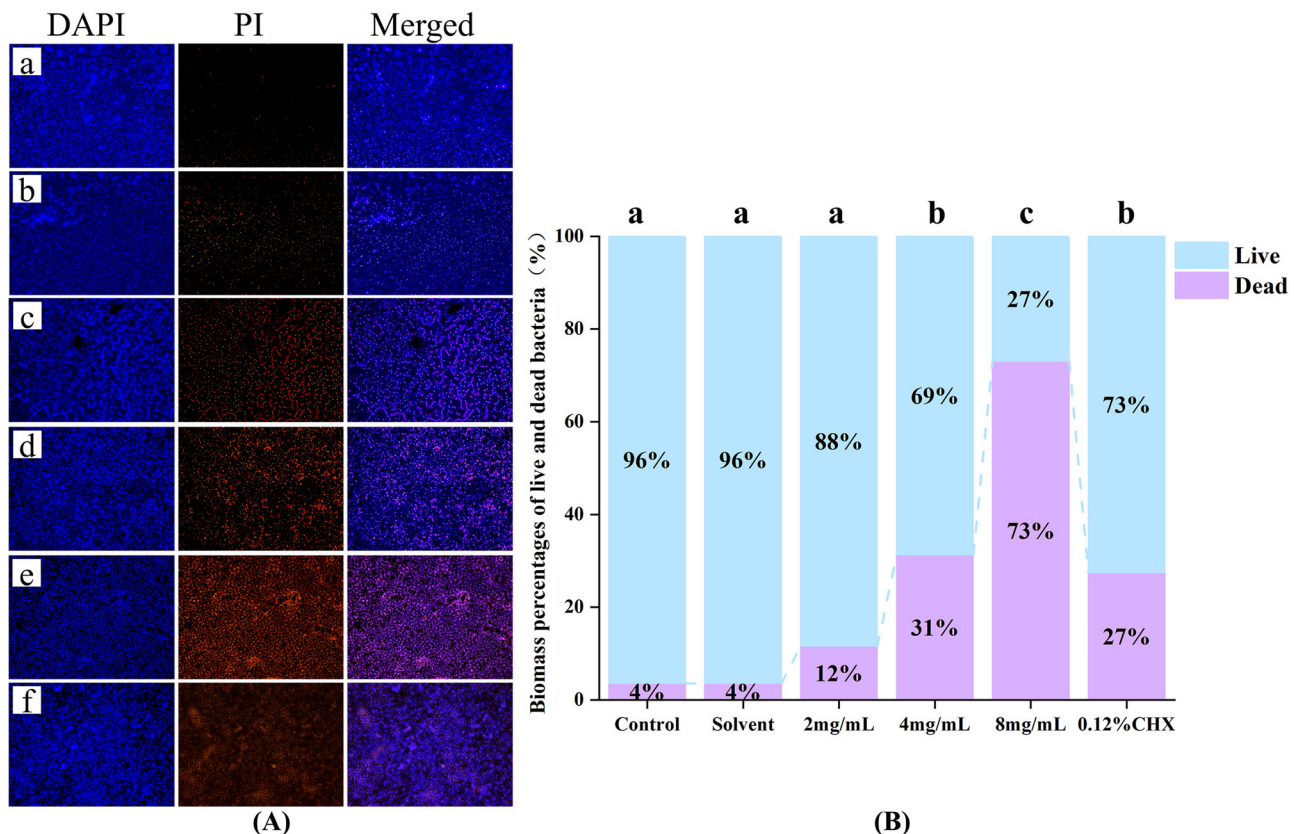 DAPI PI Merged
a
b
c
d
e
f
(A)
Biomass percentages of live and dead bacteria（%）
100
80
60
40
20
0
a a a b c b
96% 96% 88% 69% 27% 73%
4% 4% 12% 31% 73% 27%
Control Solvent 2mg/mL 4mg/mL 8mg/mL 0.12%CHX
Live
Dead
(B)